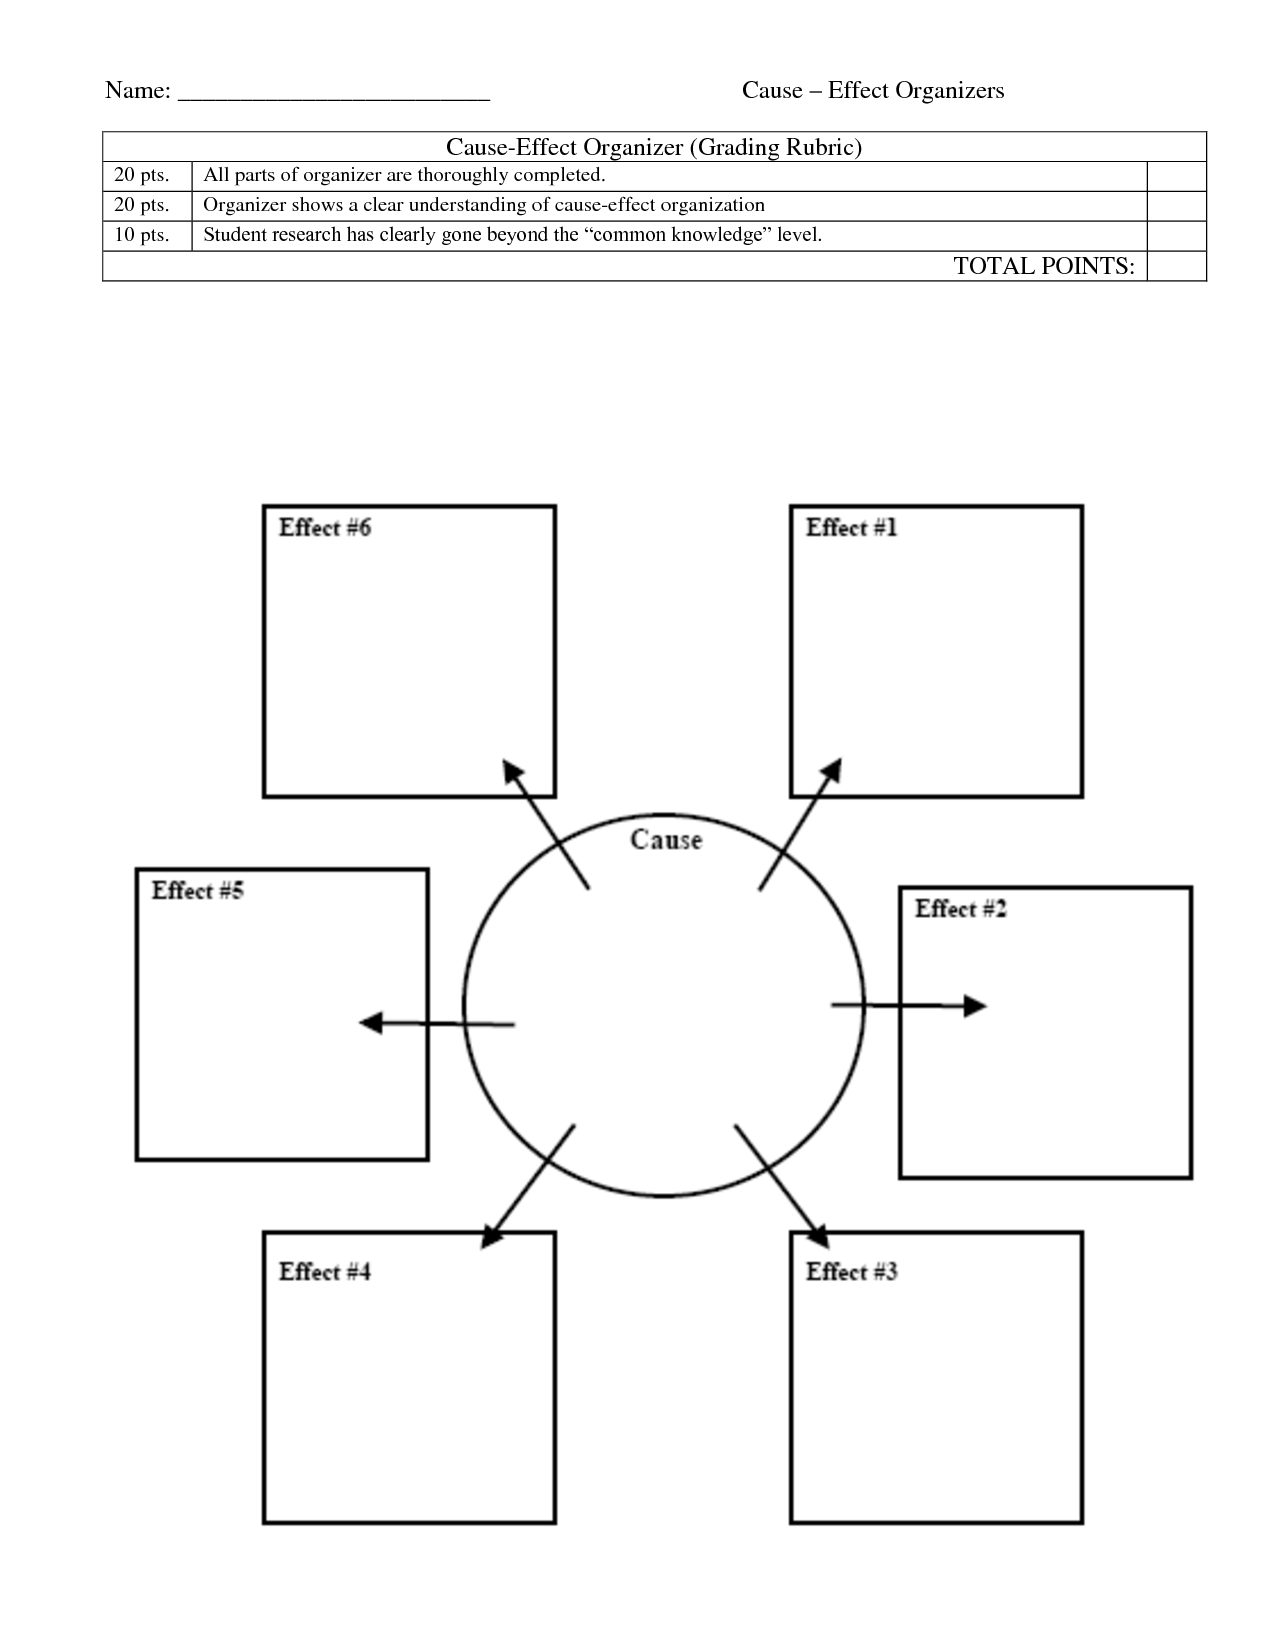 Name: _________________________ Cause – Effect Organizers
Cause-Effect Organizer (Grading Rubric)
20 pts. All parts of organizer are thoroughly completed.
20 pts. Organizer shows a clear understanding of cause-effect organization
10 pts. Student research has clearly gone beyond the “common knowledge” level.
TOTAL POINTS:
Effect #6
Effect #1
Cause
Effect #5
Effect #2
Effect #4
Effect #3